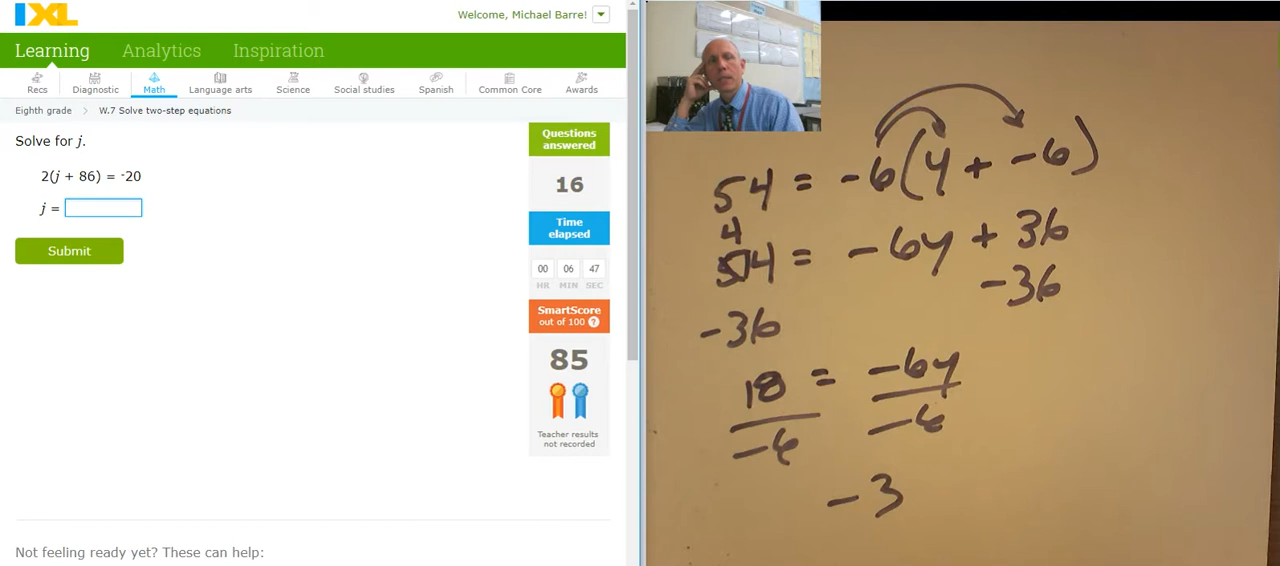 IXL
Welcome, Michael Barre!
Learning Analytics Inspiration
Recs Diagnostic Math Language arts Science Social studies Spanish Common Core Awards
Eighth grade > W.7 Solve two-step equations
Solve for j.
2(j + 86) = -20
j =
Submit
Questions answered
16
Time elapsed
00 06 47
HR MIN SEC
SmartScore
out of 100 ?
85
Teacher results not recorded
Not feeling ready yet? These can help:
54 = -6(y + -6)
4
54 = -6y + 36
-36
-36
18 = -6y
-6 -6
-3